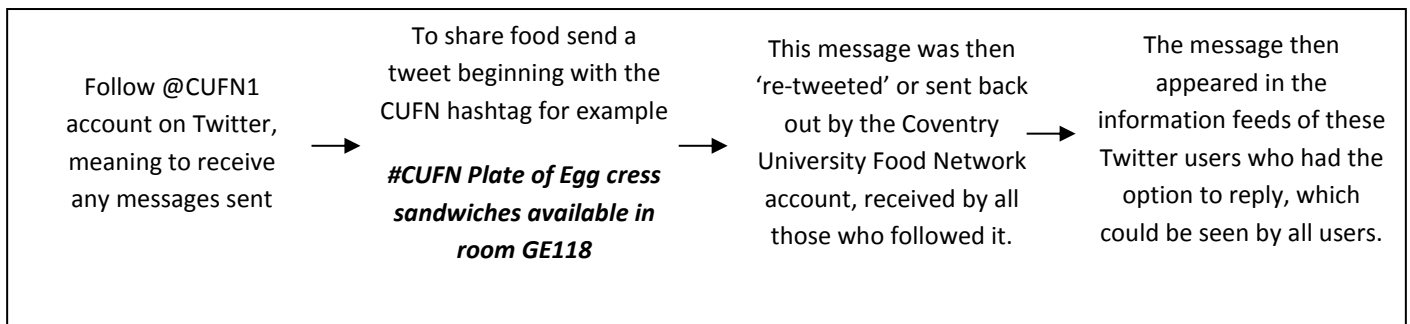 Follow @CUFN1
account on Twitter,
meaning to receive
any messages sent
To share food send a
tweet beginning with the
CUFN hashtag for example
#CUFN Plate of Egg cress
sandwiches available in
room GE118
This message was then
‘re-tweeted’ or sent back
out by the Coventry
University Food Network
account, received by all
those who followed it.
The message then
appeared in the
information feeds of these
Twitter users who had the
option to reply, which
could be seen by all users.